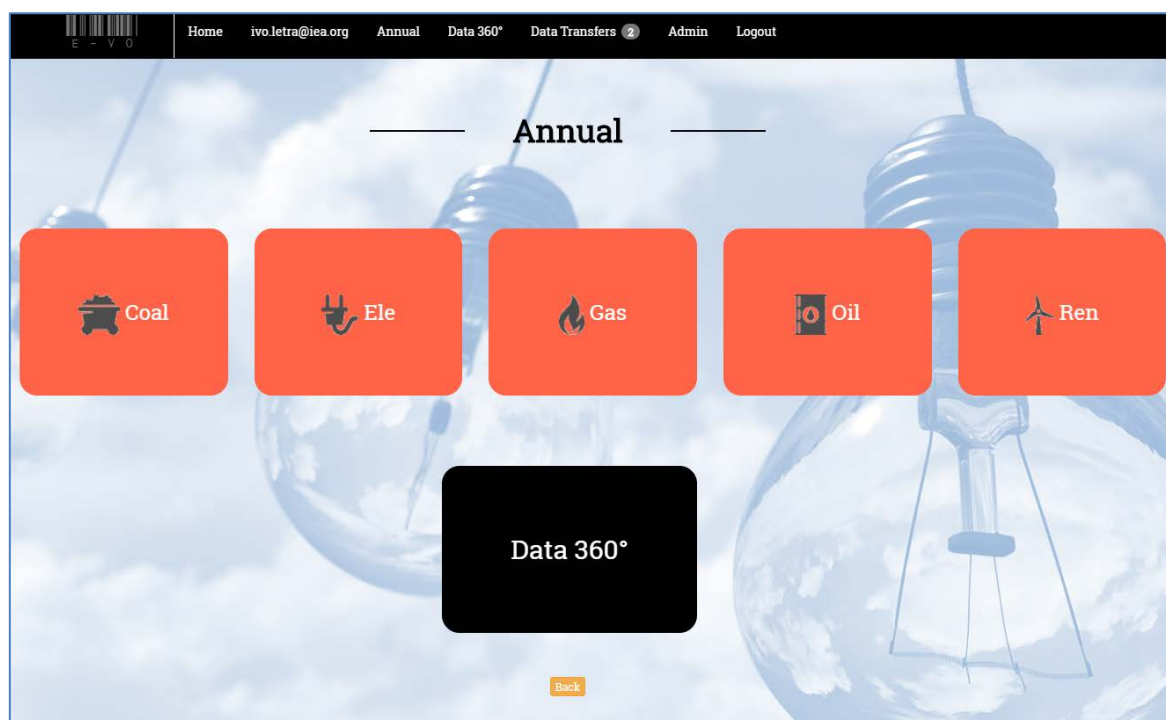 E - V O
Home ivo.letra@iea.org Annual Data 360° Data Transfers 2 Admin Logout
Annual
Coal Ele Gas Oil Ren
Data 360°
Back